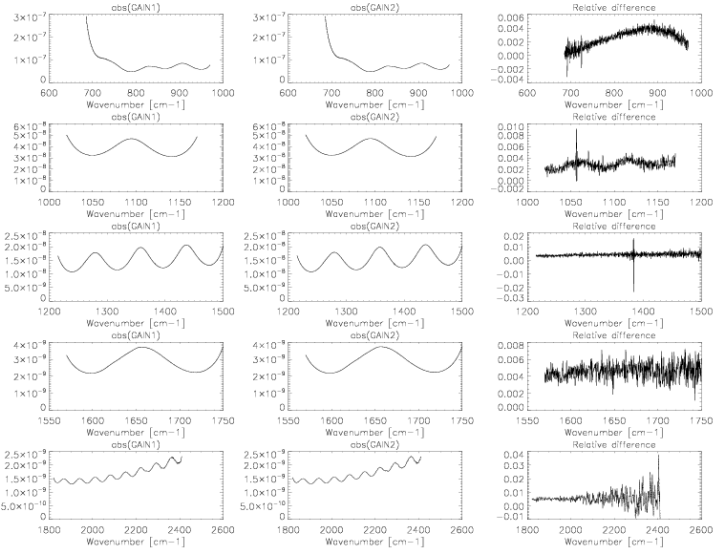 abs(GAIN1) abs(GAIN2) Relative difference
3×10⁻⁷ 3×10⁻⁷ 0.006
2×10⁻⁷ 2×10⁻⁷ 0.004
0.002
1×10⁻⁷ 1×10⁻⁷ 0.000
−0.002
0 0 −0.004
600 700 800 900 1000 600 700 800 900 1000 600 700 800 900 1000
Wavenumber [cm−1] Wavenumber [cm−1] Wavenumber [cm−1]
abs(GAIN1) abs(GAIN2) Relative difference
6×10⁻⁸ 6×10⁻⁸ 0.010
5×10⁻⁸ 5×10⁻⁸ 0.008
4×10⁻⁸ 4×10⁻⁸ 0.006
3×10⁻⁸ 3×10⁻⁸ 0.004
2×10⁻⁸ 2×10⁻⁸ 0.002
1×10⁻⁸ 1×10⁻⁸ 0.000
0 0 −0.002
1000 1050 1100 1150 1200 1000 1050 1100 1150 1200 1000 1050 1100 1150 1200
Wavenumber [cm−1] Wavenumber [cm−1] Wavenumber [cm−1]
abs(GAIN1) abs(GAIN2) Relative difference
2.5×10⁻⁸ 2.5×10⁻⁸ 0.02
2.0×10⁻⁸ 2.0×10⁻⁸ 0.01
1.5×10⁻⁸ 1.5×10⁻⁸ 0.00
1.0×10⁻⁸ 1.0×10⁻⁸ −0.01
5.0×10⁻⁹ 5.0×10⁻⁹ −0.02
0 0 −0.03
1200 1300 1400 1500 1200 1300 1400 1500 1200 1300 1400 1500
Wavenumber [cm−1] Wavenumber [cm−1] Wavenumber [cm−1]
abs(GAIN1) abs(GAIN2) Relative difference
4×10⁻⁹ 4×10⁻⁹ 0.008
3×10⁻⁹ 3×10⁻⁹ 0.006
2×10⁻⁹ 2×10⁻⁹ 0.004
1×10⁻⁹ 1×10⁻⁹ 0.002
0 0 0.000
1550 1600 1650 1700 1750 1550 1600 1650 1700 1750 1550 1600 1650 1700 1750
Wavenumber [cm−1] Wavenumber [cm−1] Wavenumber [cm−1]
abs(GAIN1) abs(GAIN2) Relative difference
2.5×10⁻⁹ 2.5×10⁻⁹ 0.04
2.0×10⁻⁹ 2.0×10⁻⁹ 0.03
1.5×10⁻⁹ 1.5×10⁻⁹ 0.02
1.0×10⁻⁹ 1.0×10⁻⁹ 0.01
5.0×10⁻¹⁰ 5.0×10⁻¹⁰ 0.00
0 0 −0.01
1800 2000 2200 2400 2600 1800 2000 2200 2400 2600 1800 2000 2200 2400 2600
Wavenumber [cm−1] Wavenumber [cm−1] Wavenumber [cm−1]